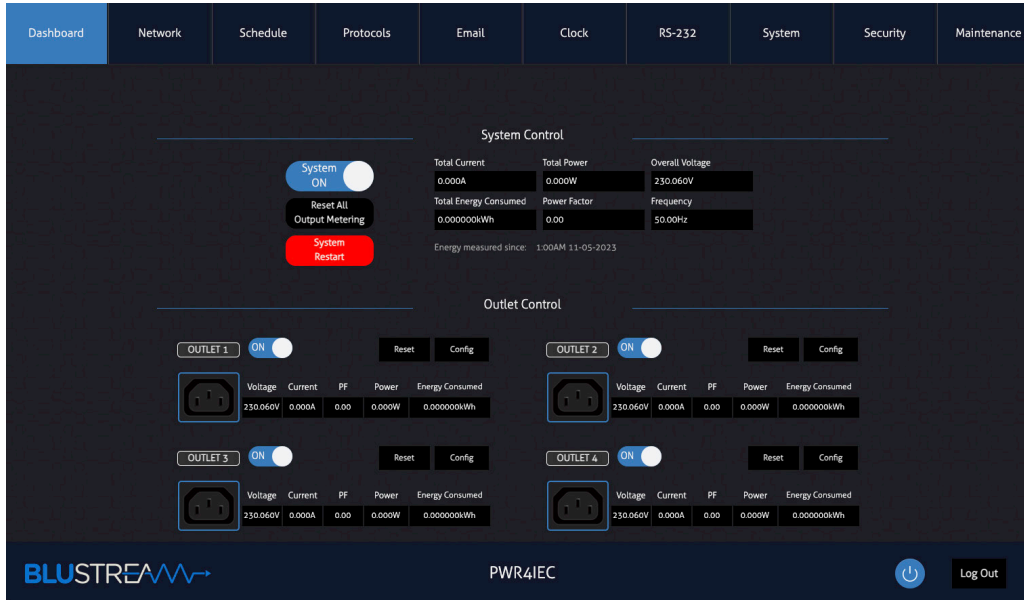 Dashboard Network Schedule Protocols Email Clock RS-232 System Security Maintenance
System Control
System ON
Reset All Output Metering
System Restart
Total Current Total Power Overall Voltage
0.000A 0.000W 230.060V
Total Energy Consumed Power Factor Frequency
0.000000kWh 0.00 50.00Hz
Energy measured since: 1:00AM 11-05-2023
Outlet Control
OUTLET 1 ON Reset Config
Voltage Current PF Power Energy Consumed
230.060V 0.000A 0.00 0.000W 0.000000kWh
OUTLET 2 ON Reset Config
Voltage Current PF Power Energy Consumed
230.060V 0.000A 0.00 0.000W 0.000000kWh
OUTLET 3 ON Reset Config
Voltage Current PF Power Energy Consumed
230.060V 0.000A 0.00 0.000W 0.000000kWh
OUTLET 4 ON Reset Config
Voltage Current PF Power Energy Consumed
230.060V 0.000A 0.00 0.000W 0.000000kWh
BLUSTREAM PWR4IEC Log Out